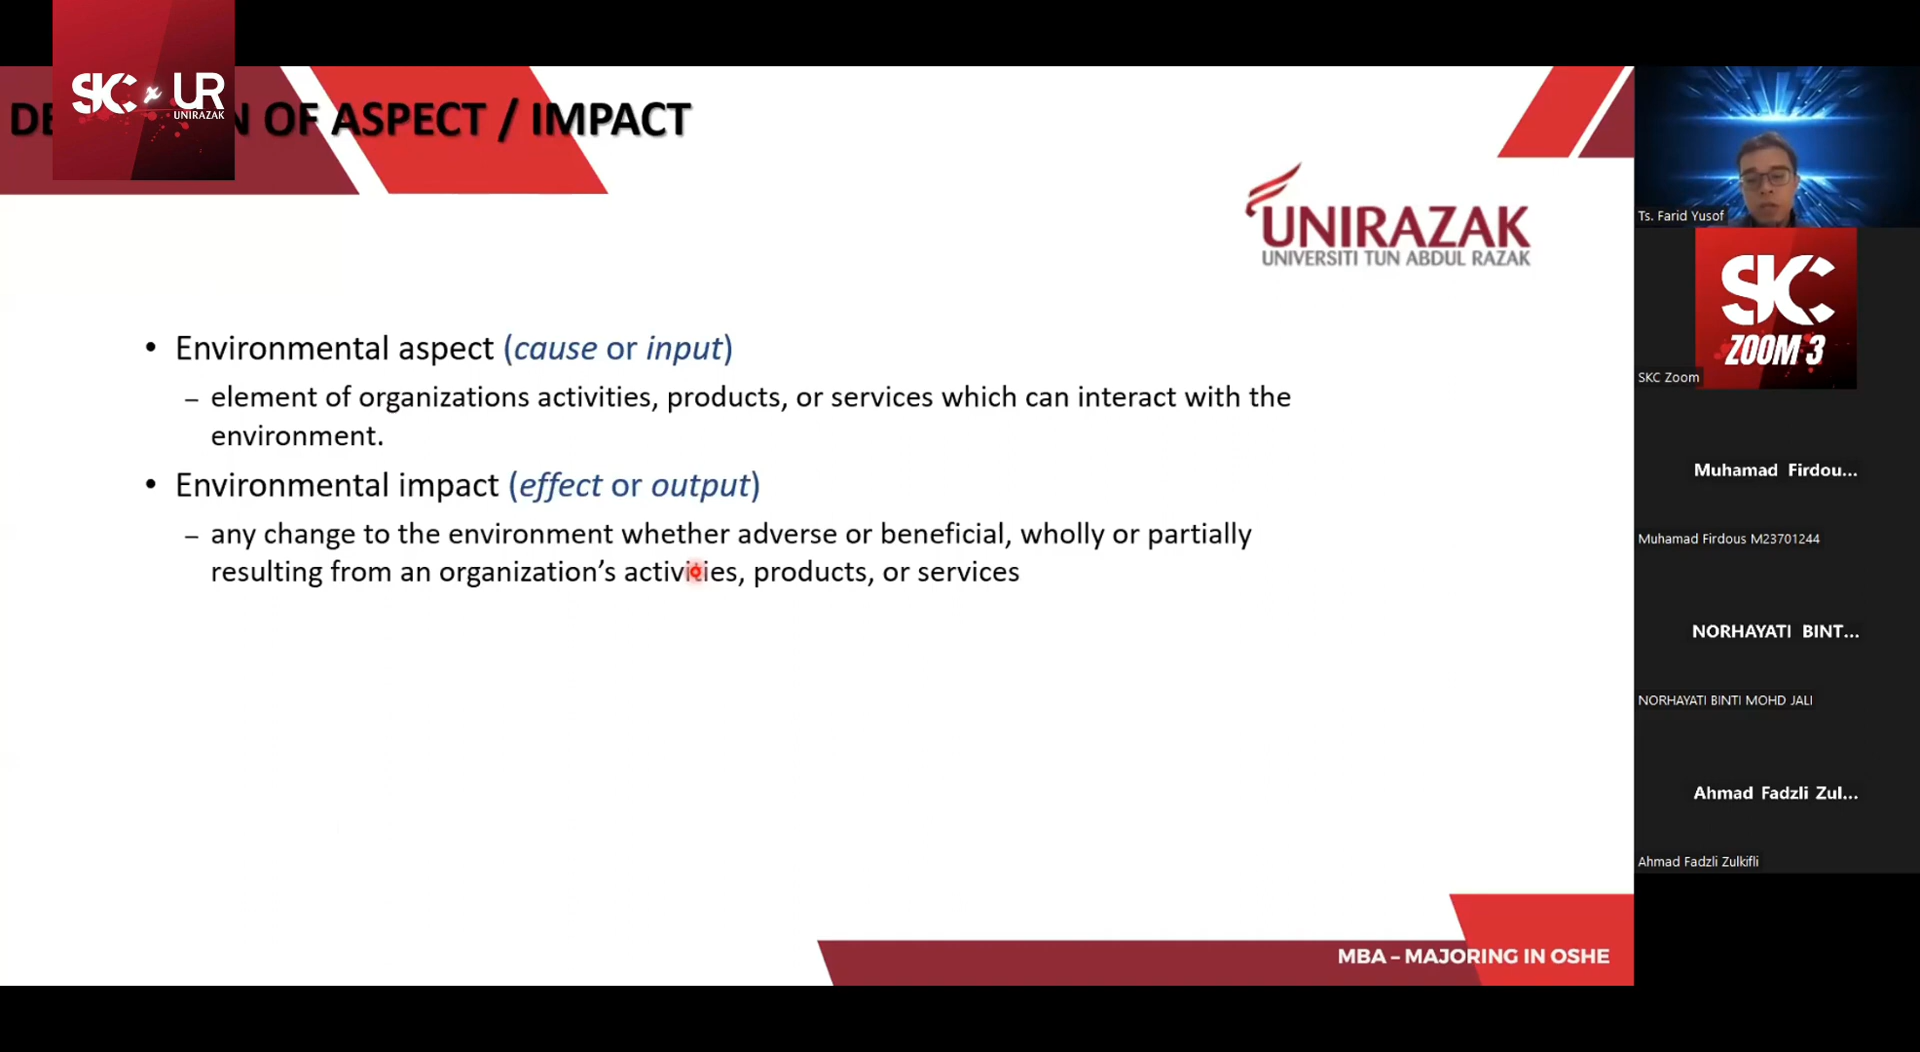 SKC x UR
UNIRAZAK
DE N OF ASPECT / IMPACT
UNIRAZAK
UNIVERSITI TUN ABDUL RAZAK
• Environmental aspect (cause or input)
– element of organizations activities, products, or services which can interact with the
environment.
• Environmental impact (effect or output)
– any change to the environment whether adverse or beneficial, wholly or partially
resulting from an organization’s activities, products, or services
MBA – MAJORING IN OSHE
Ts. Farid Yusof
SKC
ZOOM 3
SKC Zoom
Muhamad Firdou...
Muhamad Firdous M23701244
NORHAYATI BINT...
NORHAYATI BINTI MOHD JALI
Ahmad Fadzli Zul...
Ahmad Fadzli Zulkifli